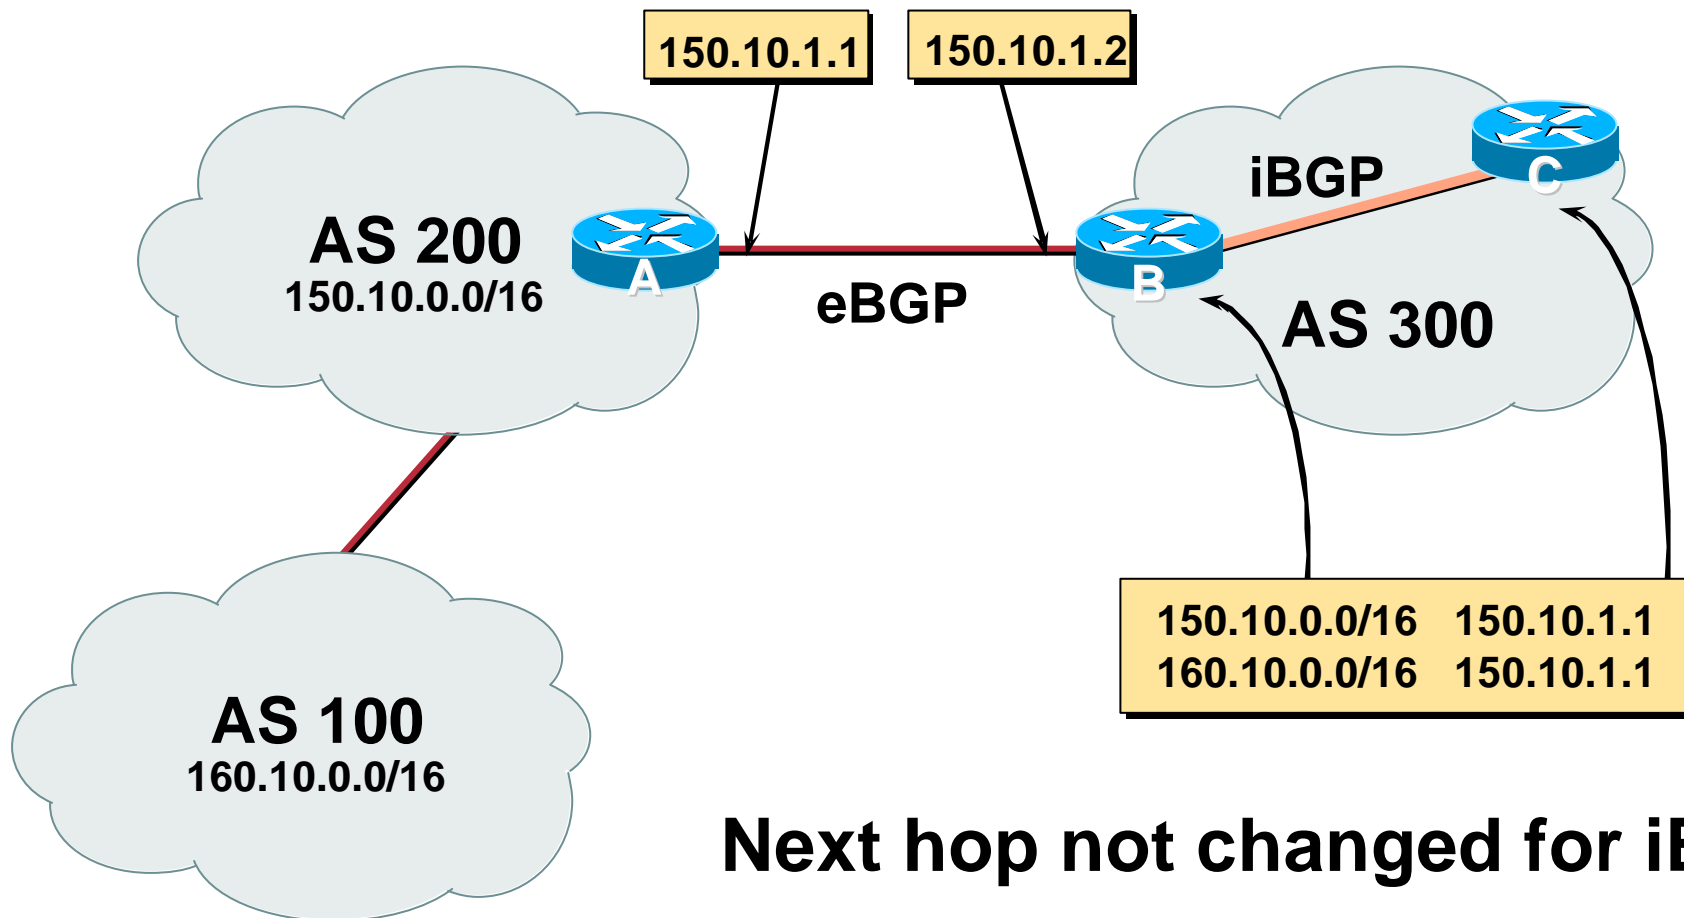 150.10.1.1
150.10.1.2
iBGP
C
AS 200
150.10.0.0/16
A
B
eBGP
AS 300
150.10.0.0/16 150.10.1.1
160.10.0.0/16 150.10.1.1
AS 100
160.10.0.0/16
Next hop not changed for